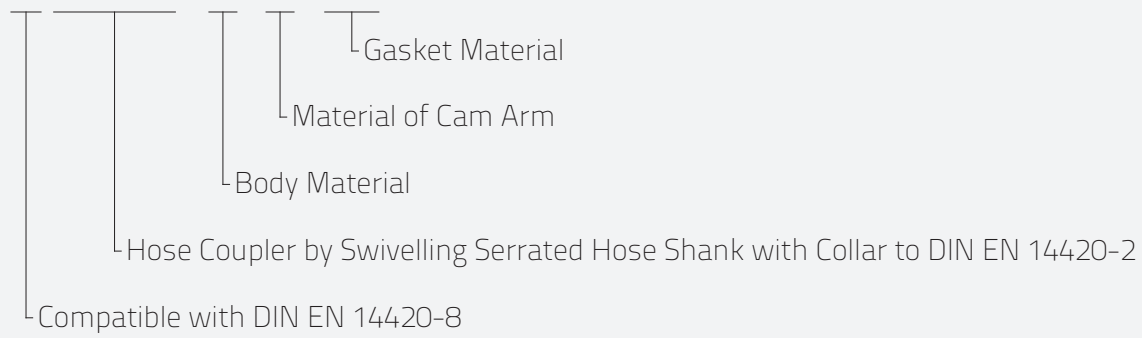 Gasket Material
Material of Cam Arm
Body Material
Hose Coupler by Swivelling Serrated Hose Shank with Collar to DIN EN 14420-2
Compatible with DIN EN 14420-8